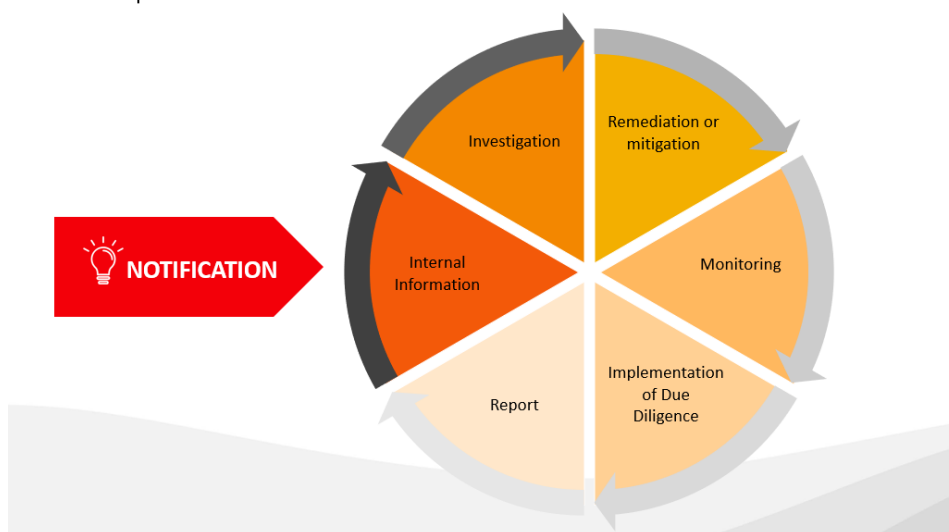 Investigation
Remediation or
mitigation
NOTIFICATION
Internal
Information
Monitoring
Report
Implementation
of Due
Diligence